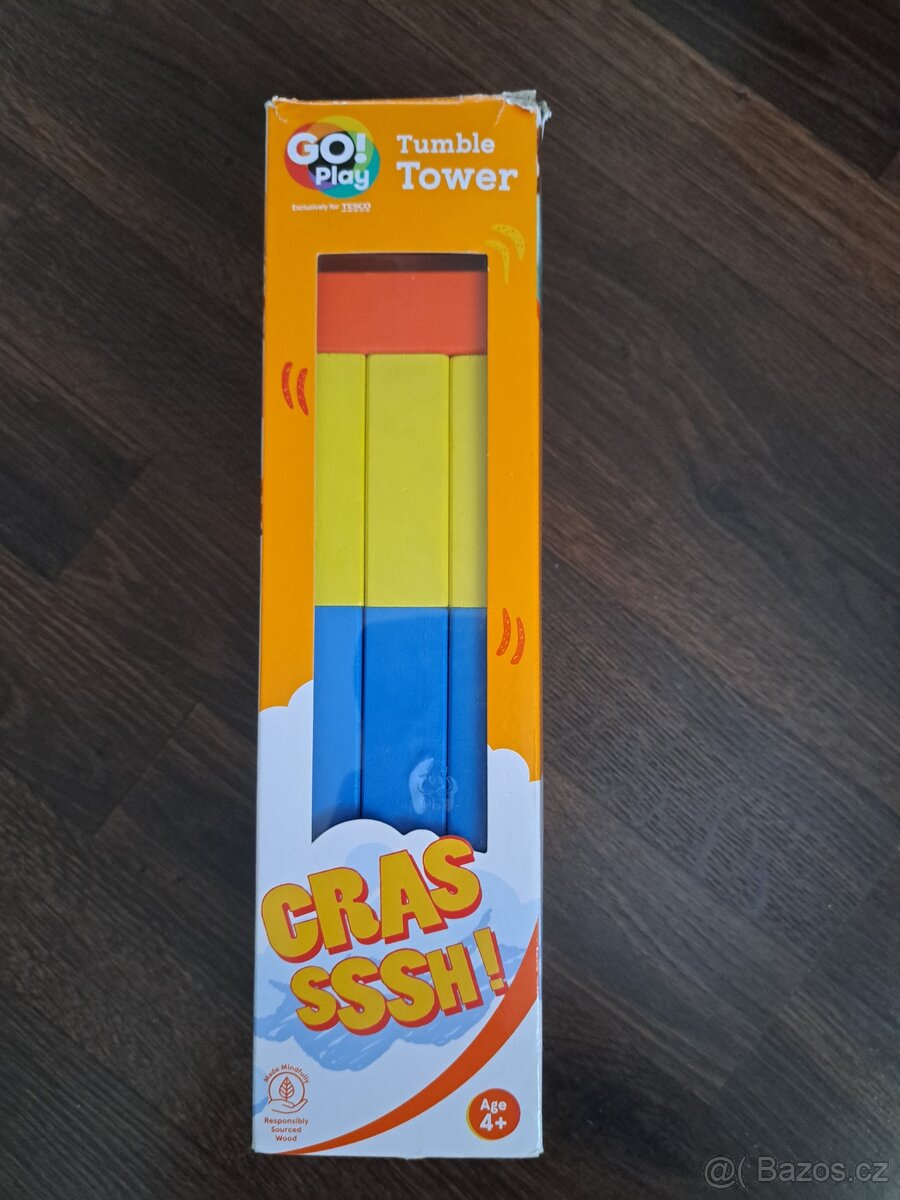 GO!
Play
Exclusively for TESCO
Tumble
Tower
CRAS
SSSH!
Made Mindfully
Responsibly
Sourced
Wood
Age
4+
@( Bazos.cz